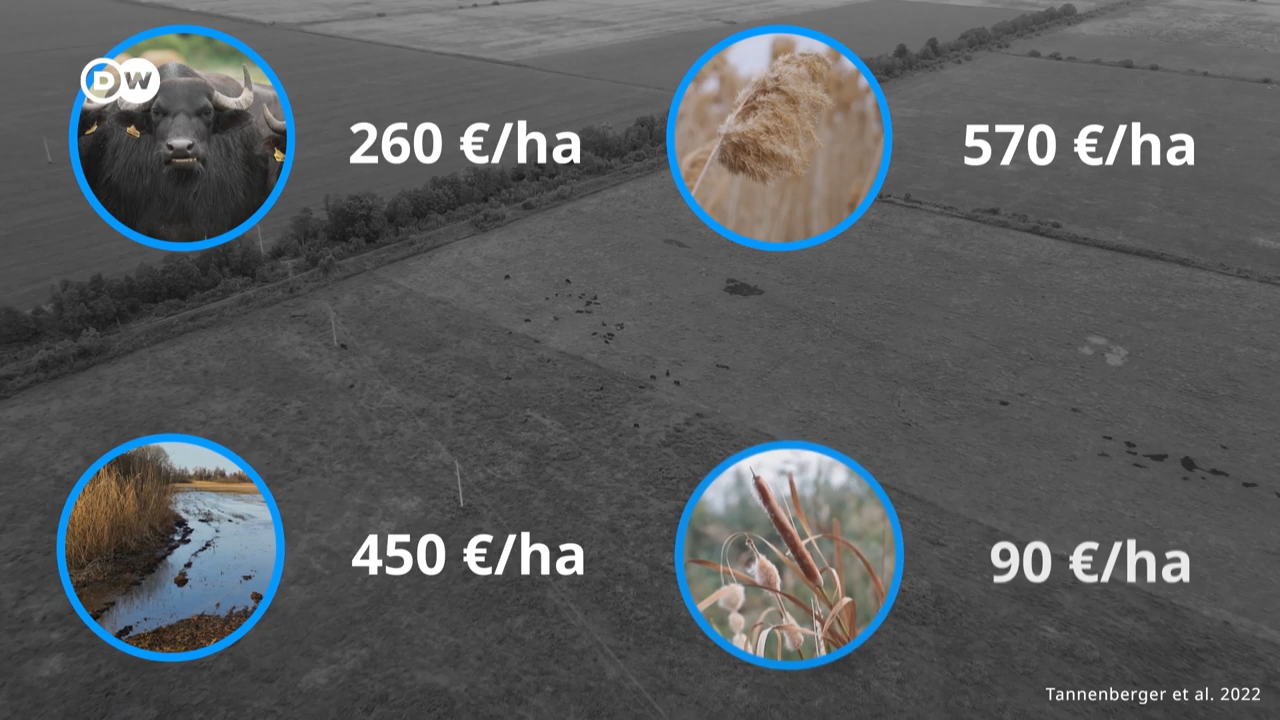 DW
260 €/ha
570 €/ha
450 €/ha
90 €/ha
Tannenberger et al. 2022